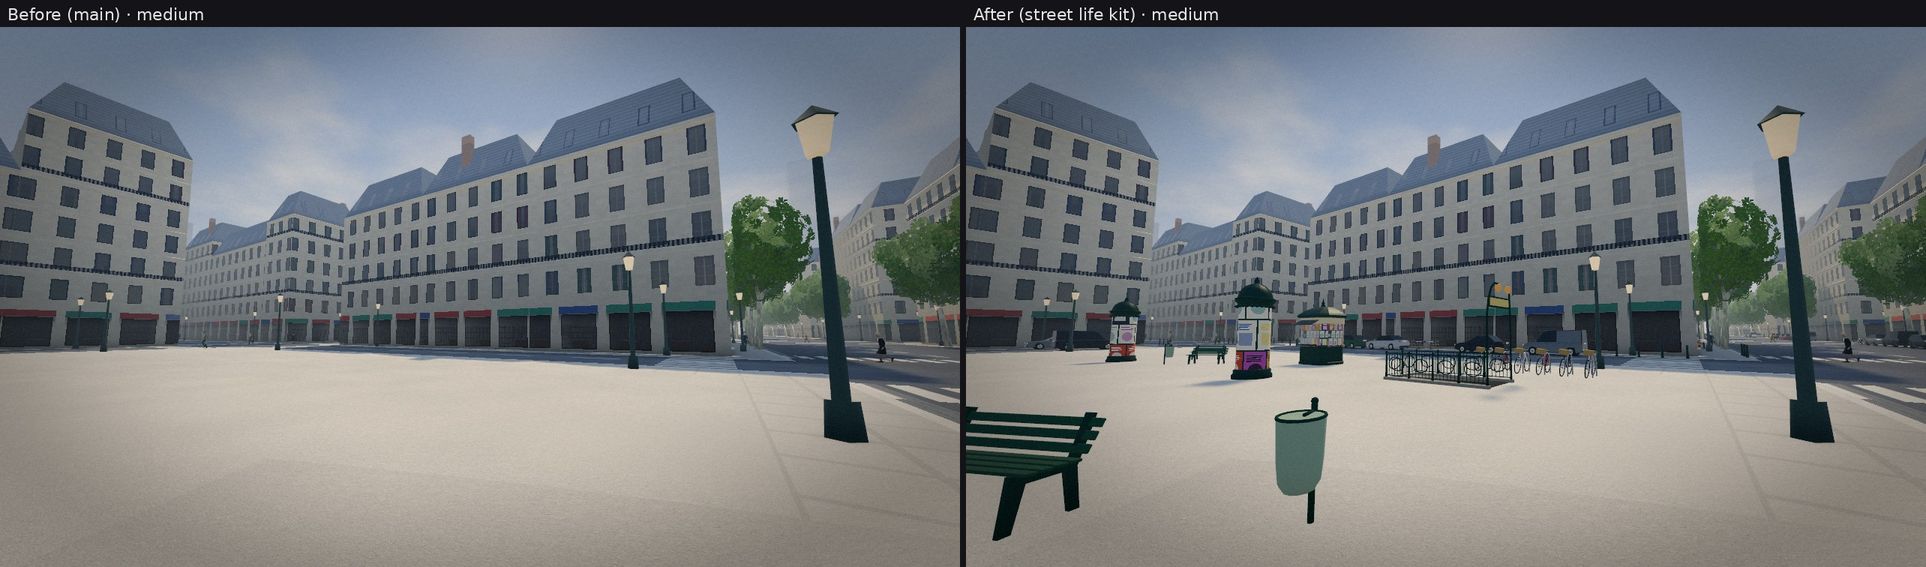 Before (main) · medium
After (street life kit) · medium